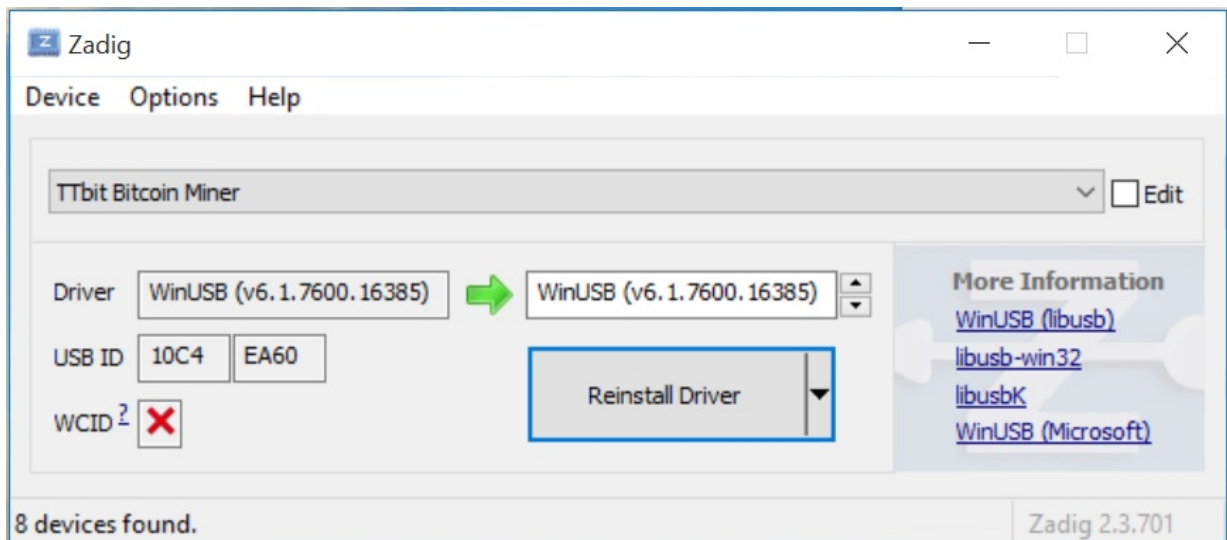 Z Zadig
Device Options Help
TTbit Bitcoin Miner Edit
Driver WinUSB (v6.1.7600.16385) WinUSB (v6.1.7600.16385)
USB ID 10C4 EA60
WCID ?
Reinstall Driver
More Information
WinUSB (libusb)
libusb-win32
libusbK
WinUSB (Microsoft)
8 devices found. Zadig 2.3.701